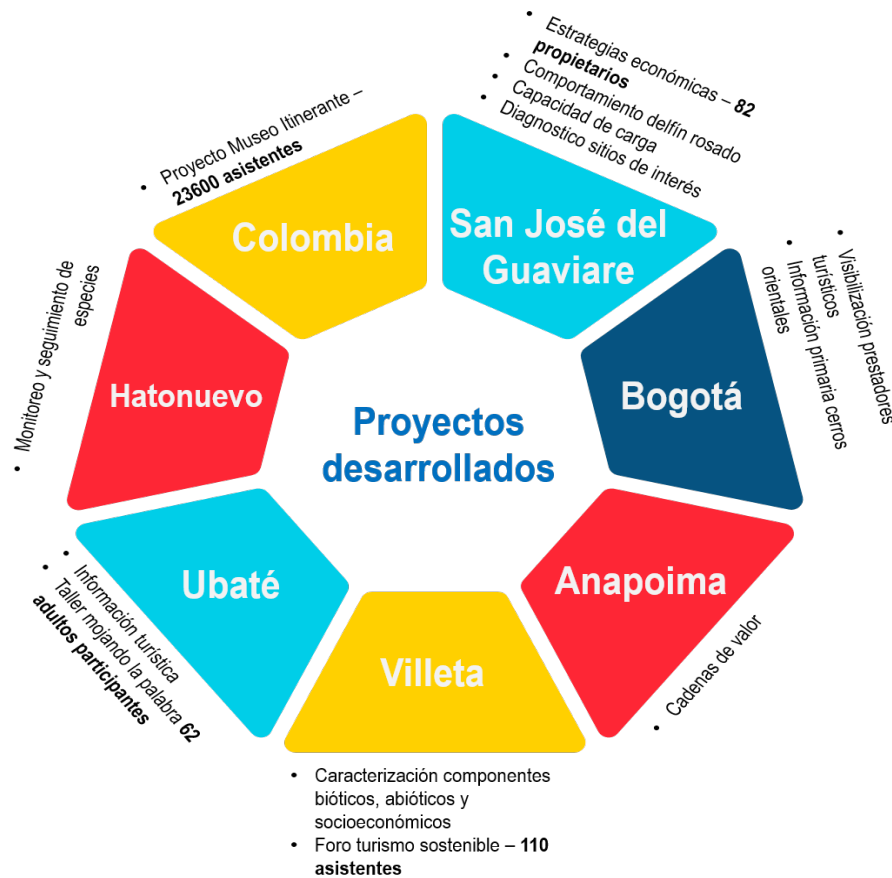 Proyectos
desarrollados
Colombia
• Proyecto Museo Itinerante –
23600 asistentes
San José del
Guaviare
• Estrategias económicas – 82
propietarios
• Comportamiento delfín rosado
• Capacidad de carga
• Diagnostico sitios de interés
Bogotá
• Visibilización prestadores
turísticos
• Información primaria cerros
orientales
Anapoima
• Cadenas de valor
Villeta
• Caracterización componentes
bióticos, abióticos y
socioeconómicos
• Foro turismo sostenible – 110
asistentes
Ubaté
• Información turística
• Taller mojando la palabra 62
adultos participantes
Hatonuevo
• Monitoreo y seguimiento de
especies